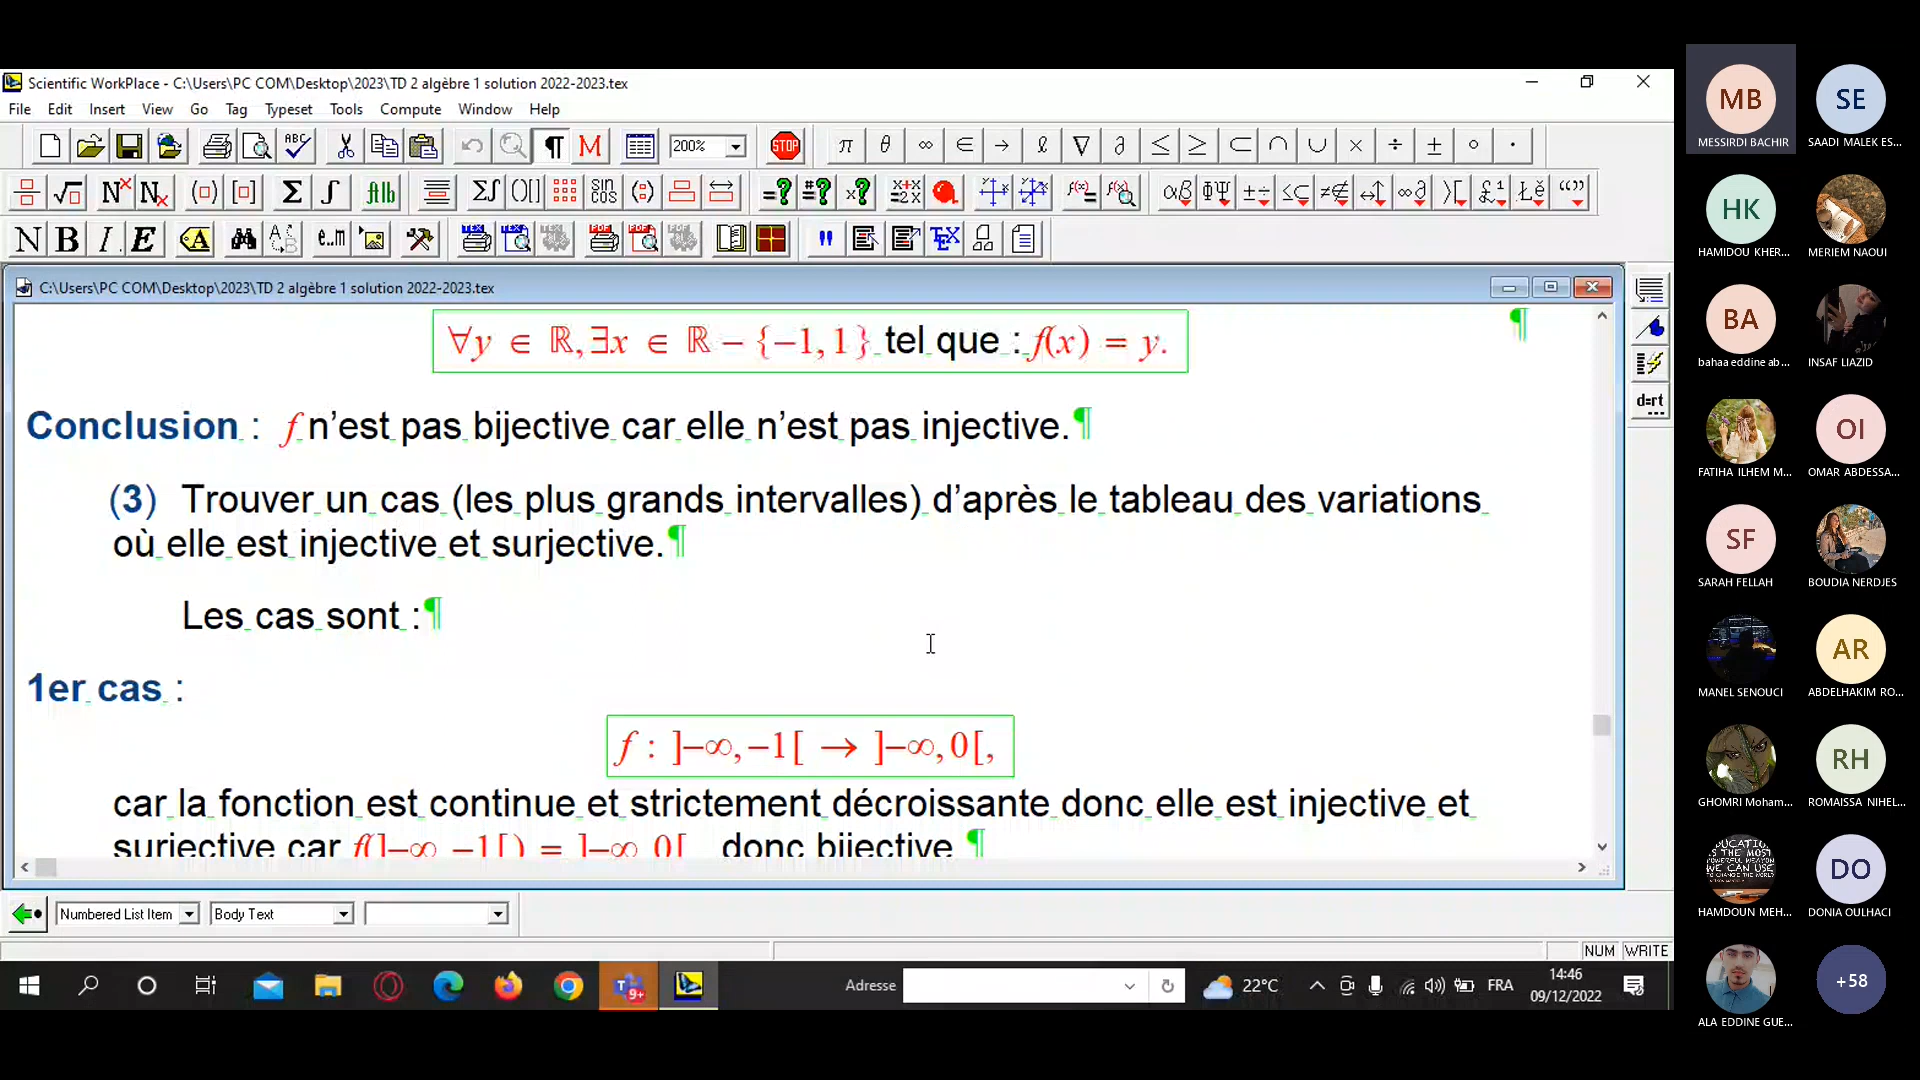 Scientific WorkPlace - C:\Users\PC COM\Desktop\2023\TD 2 algèbre 1 solution 2022-2023.tex
File Edit Insert View Go Tag Typeset Tools Compute Window Help
200% STOP π θ ∞ ∈ → ℓ ∇ ∂ ≤ ≥ ⊂ ∩ ∪ × ÷ ± ∘ ·
C:\Users\PC COM\Desktop\2023\TD 2 algèbre 1 solution 2022-2023.tex
∀y ∈ ℝ, ∃x ∈ ℝ − {−1, 1} tel que : f(x) = y. ¶
Conclusion : f n’est pas bijective car elle n’est pas injective.¶
(3) Trouver un cas (les plus grands intervalles) d’après le tableau des variations
où elle est injective et surjective.¶
Les cas sont :¶
1er cas :
f : ]−∞, −1[ → ]−∞, 0[,
car la fonction est continue et strictement décroissante donc elle est injective et
surjective car f(]−∞ −1[) = ]−∞ 0[ donc bijective ¶
Numbered List Item Body Text
NUM WRITE
Adresse 22°C FRA 14:46
09/12/2022
MB SE
MESSIRDI BACHIR SAADI MALEK ES...
HK
HAMIDOU KHER... MERIEM NAOUI
BA
bahaa eddine ab... INSAF LIAZID
OI
FATIHA ILHEM M... OMAR ABDESSA...
SF
SARAH FELLAH BOUDIA NERDJES
AR
MANEL SENOUCI ABDELHAKIM RO...
RH
GHOMRI Moham... ROMAISSA NIHEL...
DO
HAMDOUN MEH... DONIA OULHACI
+58
ALA EDDINE GUE...